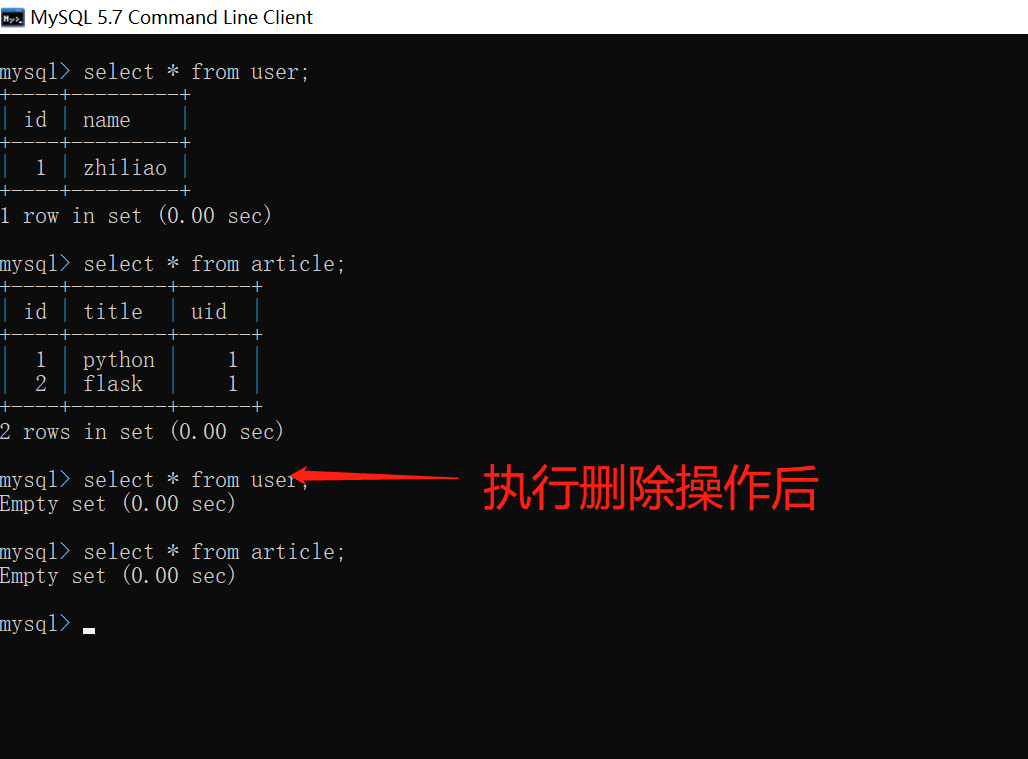 MySQL 5.7 Command Line Client
mysql> select * from user;
+----+---------+
| id | name    |
+----+---------+
|  1 | zhiliao |
+----+---------+
1 row in set (0.00 sec)
mysql> select * from article;
+----+--------+------+
| id | title  | uid  |
+----+--------+------+
|  1 | python |    1 |
|  2 | flask  |    1 |
+----+--------+------+
2 rows in set (0.00 sec)
mysql> select * from user; 执行删除操作后
Empty set (0.00 sec)
mysql> select * from article;
Empty set (0.00 sec)
mysql>